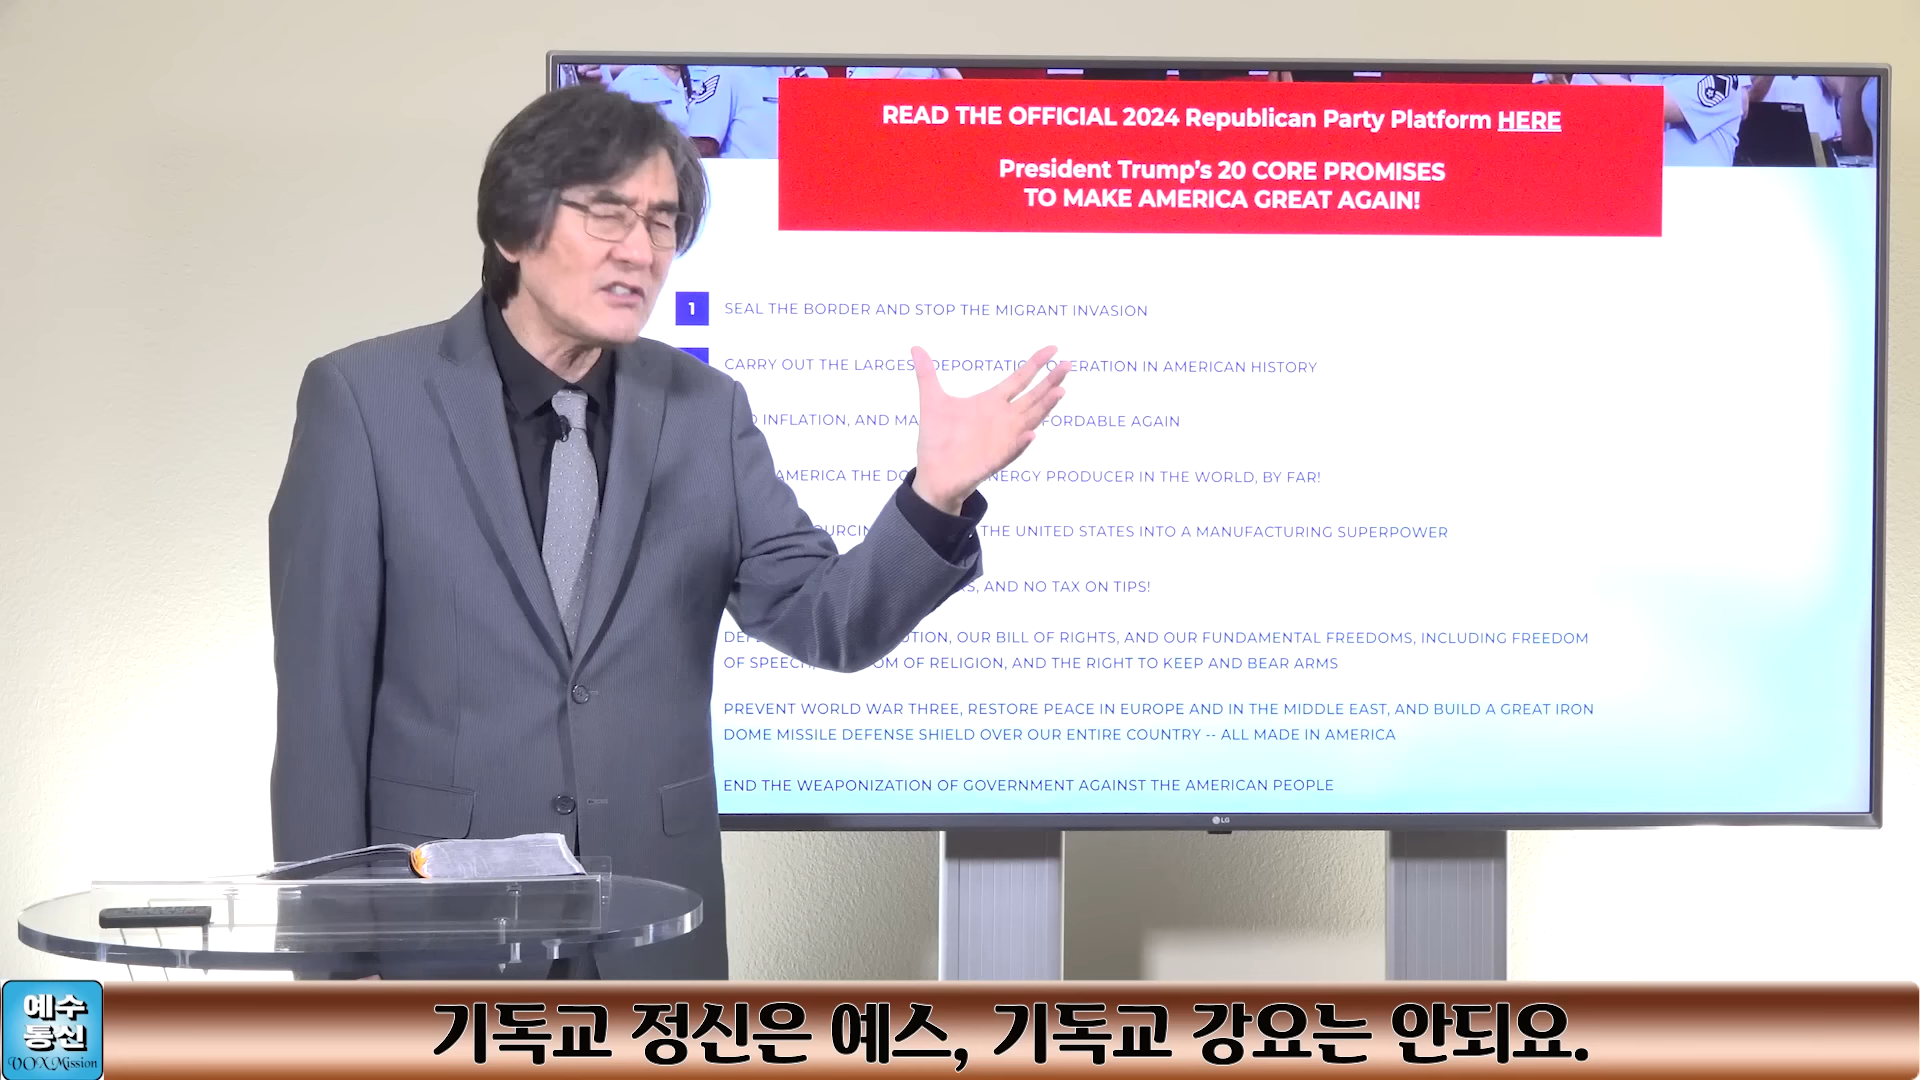 READ THE OFFICIAL 2024 Republican Party Platform HERE
President Trump's 20 CORE PROMISES
TO MAKE AMERICA GREAT AGAIN!
1 SEAL THE BORDER AND STOP THE MIGRANT INVASION
CARRY OUT THE OPERATION IN AMERICAN HISTORY
INFLATION, AND AGAIN
AMERICA THE PRODUCER IN THE WORLD, BY FAR!
THE UNITED STATES INTO A MANUFACTURING SUPERPOWER
AND NO TAX ON TIPS!
OUR BILL OF RIGHTS, AND OUR FUNDAMENTAL FREEDOMS, INCLUDING FREEDOM
OF SPEECH, OF RELIGION, AND THE RIGHT TO KEEP AND BEAR ARMS
PREVENT WORLD WAR THREE, RESTORE PEACE IN EUROPE AND IN THE MIDDLE EAST, AND BUILD A GREAT IRON
DOME MISSILE DEFENSE SHIELD OVER OUR ENTIRE COUNTRY -- ALL MADE IN AMERICA
END THE WEAPONIZATION OF GOVERNMENT AGAINST THE AMERICAN PEOPLE
LG
예수
통신
VOX Mission
기독교 정신은 예스, 기독교 강요는 안되요.